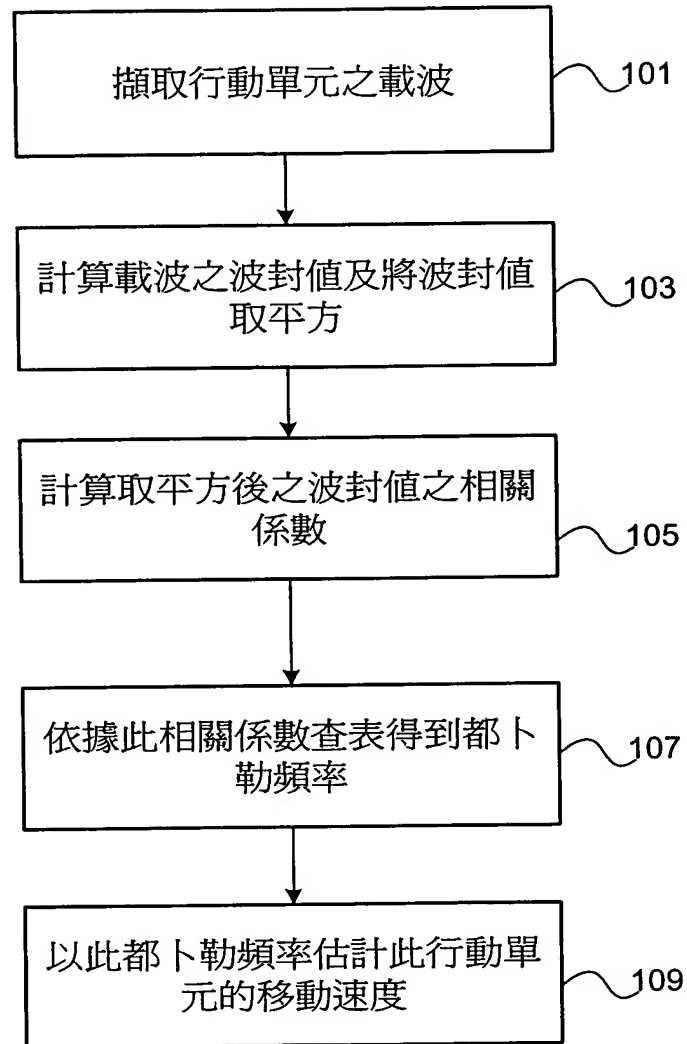 擷取行動單元之載波
101
計算載波之波封值及將波封值
取平方
103
計算取平方後之波封值之相關
係數
105
依據此相關係數查表得到都卜
勒頻率
107
以此都卜勒頻率估計此行動單
元的移動速度
109